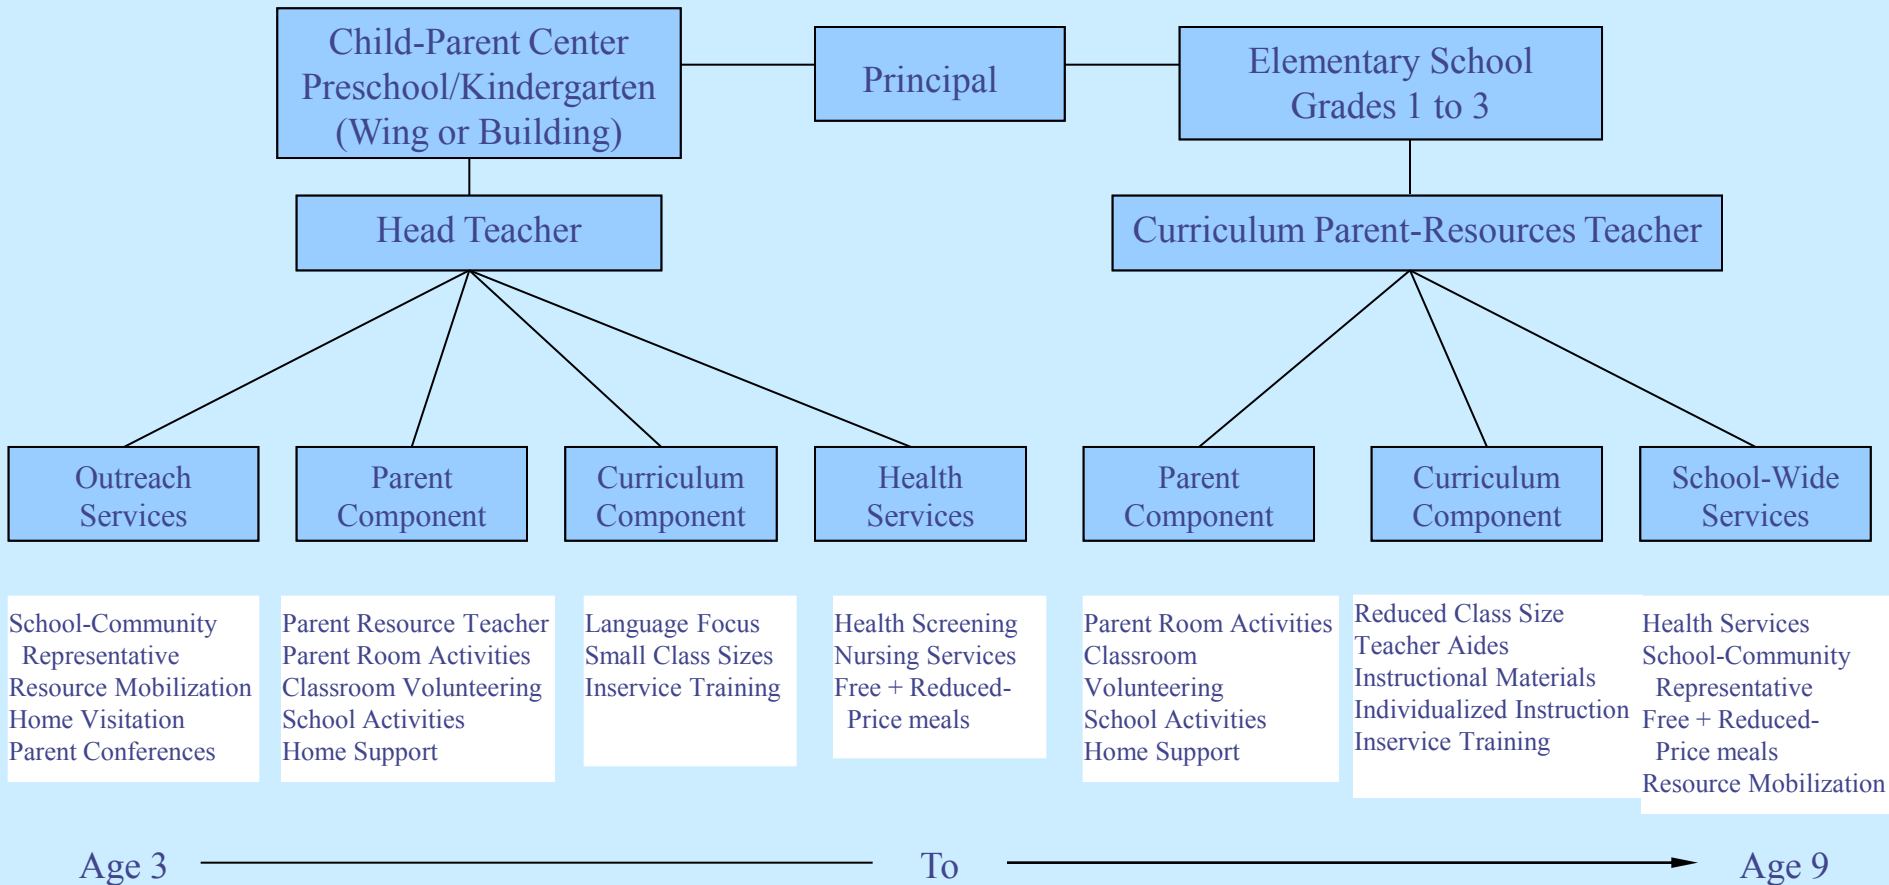 Child-Parent Center
Preschool/Kindergarten
(Wing or Building)
Principal
Elementary School
Grades 1 to 3
Head Teacher
Curriculum Parent-Resources Teacher
Outreach
Services
Parent
Component
Curriculum
Component
Health
Services
Parent
Component
Curriculum
Component
School-Wide
Services
School-Community
Representative
Resource Mobilization
Home Visitation
Parent Conferences
Parent Resource Teacher
Parent Room Activities
Classroom Volunteering
School Activities
Home Support
Language Focus
Small Class Sizes
Inservice Training
Health Screening
Nursing Services
Free + Reduced-
Price meals
Parent Room Activities
Classroom
Volunteering
School Activities
Home Support
Reduced Class Size
Teacher Aides
Instructional Materials
Individualized Instruction
Inservice Training
Health Services
School-Community
Representative
Free + Reduced-
Price meals
Resource Mobilization
Age 3 To Age 9